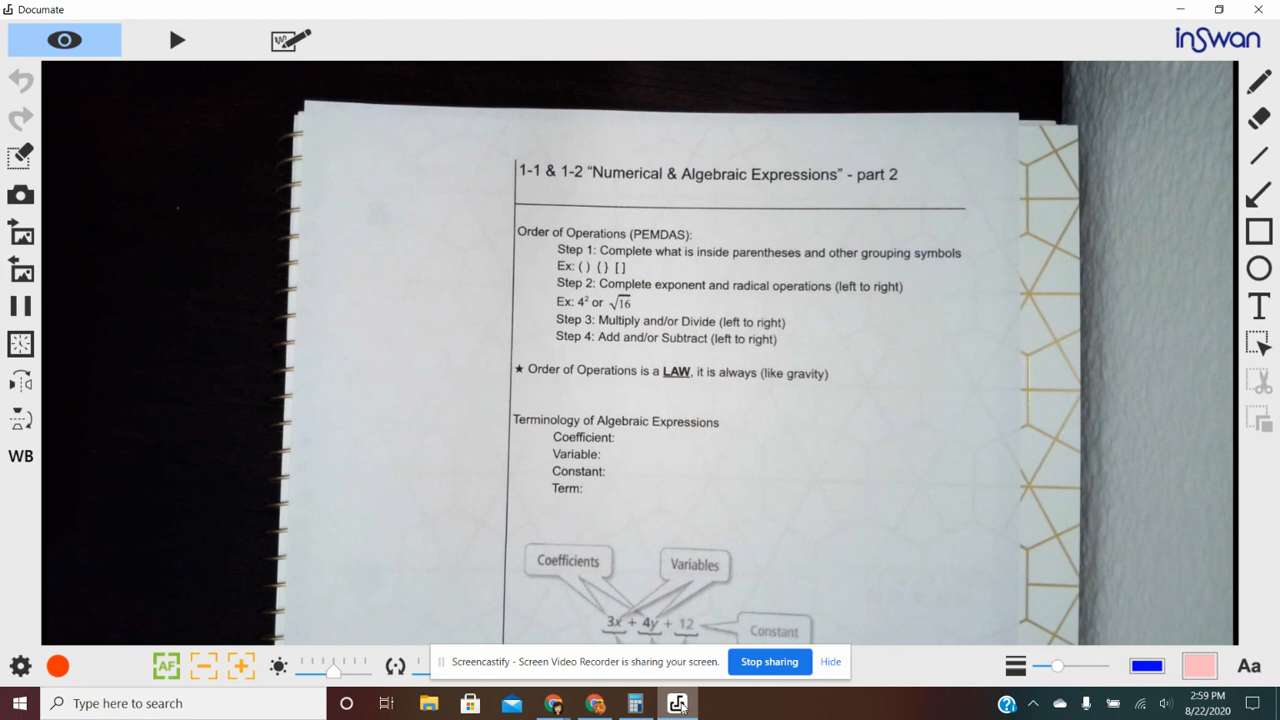 Documate
inSwan
1-1 & 1-2 “Numerical & Algebraic Expressions” - part 2
Order of Operations (PEMDAS):
Step 1: Complete what is inside parentheses and other grouping symbols
Ex: ( ) { } [ ]
Step 2: Complete exponent and radical operations (left to right)
Ex: 4² or √16
Step 3: Multiply and/or Divide (left to right)
Step 4: Add and/or Subtract (left to right)
★ Order of Operations is a LAW, it is always (like gravity)
Terminology of Algebraic Expressions
Coefficient:
Variable:
Constant:
Term:
Coefficients Variables
3x + 4y + 12
Constant
WB
T
AF
Screencastify - Screen Video Recorder is sharing your screen. Stop sharing Hide
Aa
Type here to search
2:59 PM
8/22/2020